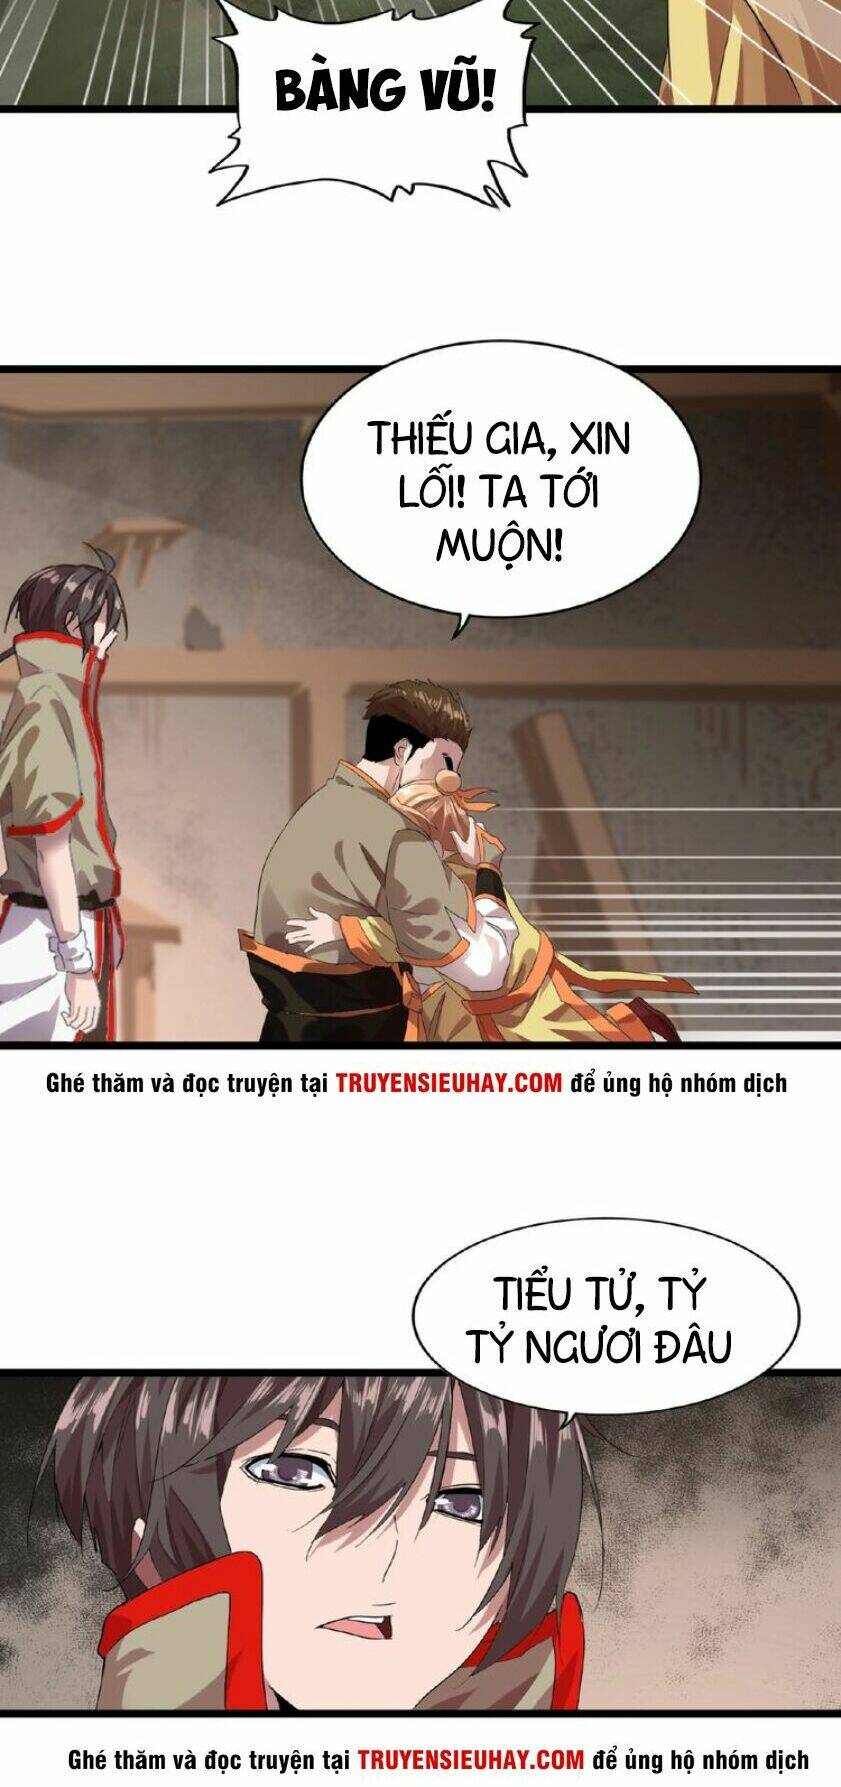 BÀNG VŨ!
THIẾU GIA, XIN
LỖI! TA TỚI
MUỘN!
Ghé thăm và đọc truyện tại TRUYENSIEUHAY.COM để ủng hộ nhóm dịch
TIỂU TỬ, TỶ
TỶ NGƯƠI ĐÂU
Ghé thăm và đọc truyện tại TRUYENSIEUHAY.COM để ủng hộ nhóm dịch